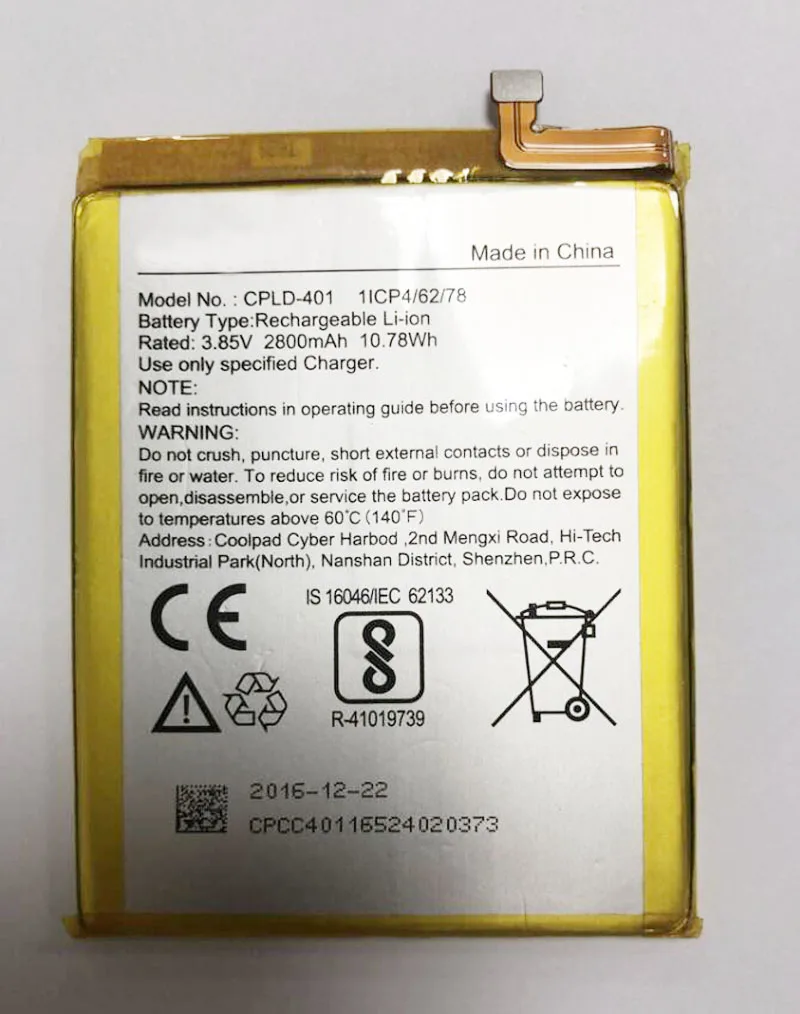 Made in China
Model No. : CPLD-401 1ICP4/62/78
Battery Type:Rechargeable Li-ion
Rated: 3.85V 2800mAh 10.78Wh
Use only specified Charger.
NOTE:
Read instructions in operating guide before using the battery.
WARNING:
Do not crush, puncture, short external contacts or dispose in
fire or water. To reduce risk of fire or burns, do not attempt to
open,disassemble,or service the battery pack.Do not expose
to temperatures above 60°C(140°F)
Address:Coolpad Cyber Harbod ,2nd Mengxi Road, Hi-Tech
Industrial Park(North), Nanshan District, Shenzhen,P.R.C.
CE
IS 16046/IEC 62133
R-41019739
2016-12-22
CPCC40116524020373